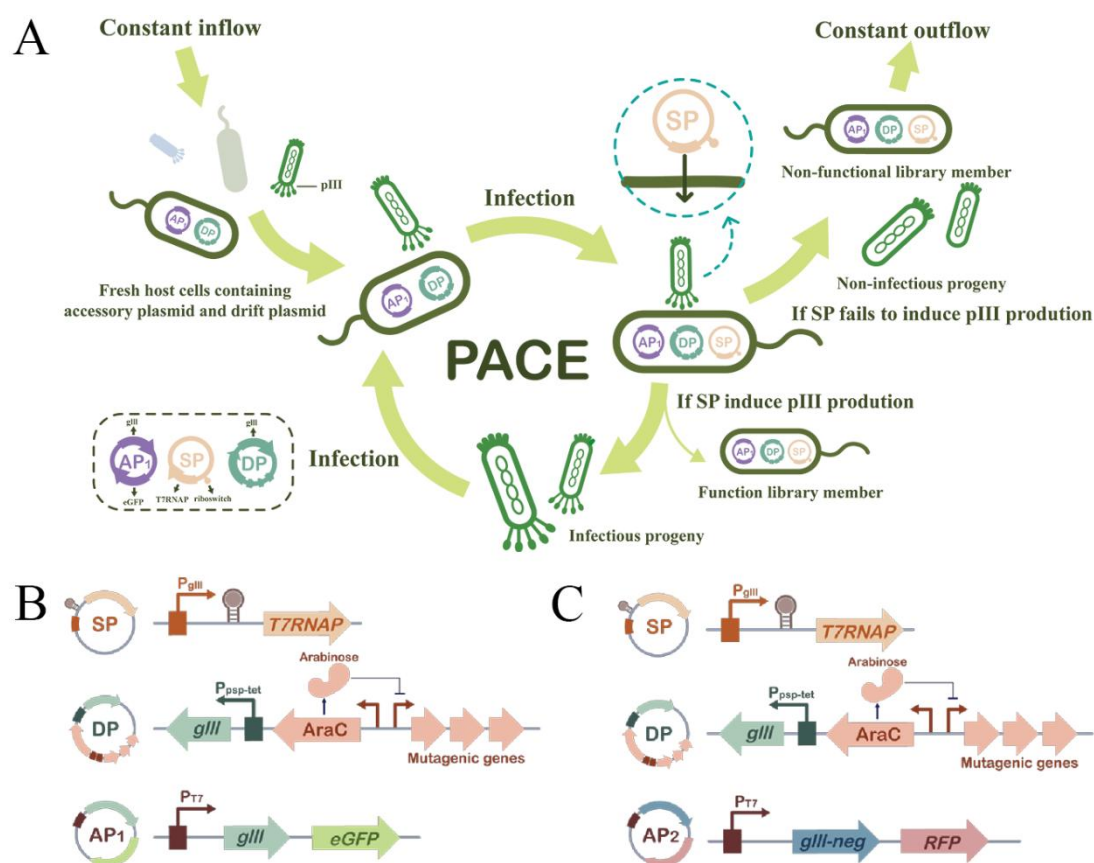 A
Constant inflow
Constant outflow
SP
AP1 DP SP
Non-functional library member
pIII
Infection
DP
Fresh host cells containing
accessory plasmid and drift plasmid
AP1 DP
Non-infectious progeny
If SP fails to induce pIII prodution
PACE
AP1 DP SP
If SP induce pIII prodution
gIII
gIII
AP1 SP DP
eGFP T7RNAP riboswitch
Infection
AP1 DP SP
Function library member
Infectious progeny
B
SP
PgIII
T7RNAP
Arabinose
DP
Ppsp-tet
gIII
AraC
Mutagenic genes
AP1
PT7
gIII
eGFP
C
SP
PgIII
T7RNAP
Arabinose
DP
Ppsp-tet
gIII
AraC
Mutagenic genes
AP2
PT7
gIII-neg
RFP